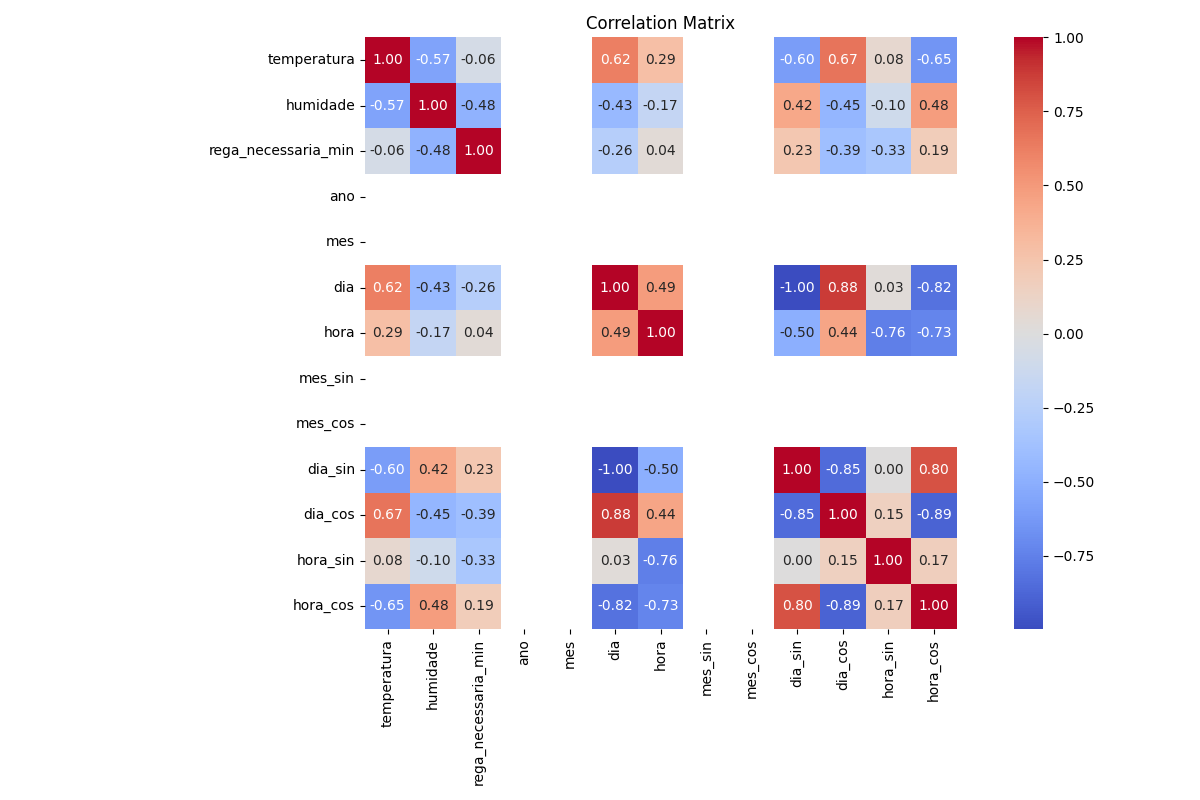 Correlation Matrix
temperatura 1.00 -0.57 -0.06 0.62 0.29 -0.60 0.67 0.08 -0.65
humidade -0.57 1.00 -0.48 -0.43 -0.17 0.42 -0.45 -0.10 0.48
rega_necessaria_min -0.06 -0.48 1.00 -0.26 0.04 0.23 -0.39 -0.33 0.19
ano
mes
dia 0.62 -0.43 -0.26 1.00 0.49 -1.00 0.88 0.03 -0.82
hora 0.29 -0.17 0.04 0.49 1.00 -0.50 0.44 -0.76 -0.73
mes_sin
mes_cos
dia_sin -0.60 0.42 0.23 -1.00 -0.50 1.00 -0.85 0.00 0.80
dia_cos 0.67 -0.45 -0.39 0.88 0.44 -0.85 1.00 0.15 -0.89
hora_sin 0.08 -0.10 -0.33 0.03 -0.76 0.00 0.15 1.00 0.17
hora_cos -0.65 0.48 0.19 -0.82 -0.73 0.80 -0.89 0.17 1.00
temperatura
humidade
rega_necessaria_min
ano
mes
dia
hora
mes_sin
mes_cos
dia_sin
dia_cos
hora_sin
hora_cos
1.00
0.75
0.50
0.25
0.00
−0.25
−0.50
−0.75